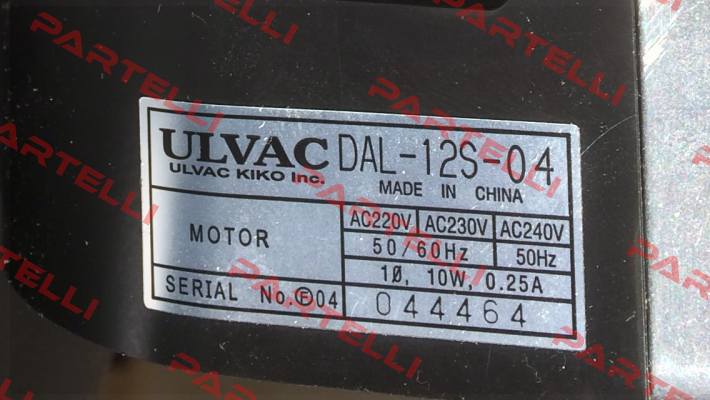 ULVAC DAL-12S-04
ULVAC KIKO Inc.
MADE IN CHINA
MOTOR
AC220V AC230V AC240V
50/60Hz 50Hz
1Ø, 10W, 0.25A
SERIAL No.Ⓕ04 044464
PARTELLI
PARTELLI
PARTELLI
PARTELLI
PARTELLI
PARTELLI
PARTELLI
PARTELLI
PARTELLI